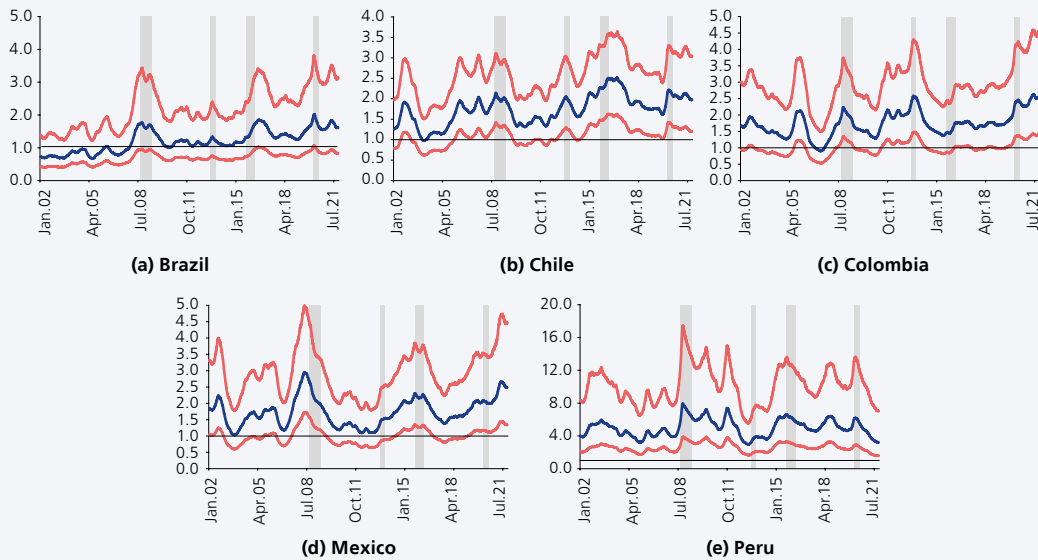 5.0
4.0
3.0
2.0
1.0
0.0
Jan.02
Apr.05
Jul.08
Oct.11
Jan.15
Apr.18
Jul.21
(a) Brazil
4.0
3.5
3.0
2.5
2.0
1.5
1.0
0.5
0.0
Jan.02
Apr.05
Jul.08
Oct.11
Jan.15
Apr.18
Jul.21
(b) Chile
5.0
4.5
4.0
3.5
3.0
2.5
2.0
1.5
1.0
0.5
0.0
Jan.02
Apr.05
Jul.08
Oct.11
Jan.15
Apr.18
Jul.21
(c) Colombia
5.0
4.5
4.0
3.5
3.0
2.5
2.0
1.5
1.0
0.5
0.0
Jan.02
Apr.05
Jul.08
Oct.11
Jan.15
Apr.18
Jul.21
(d) Mexico
20.0
16.0
12.0
8.0
4.0
0.0
Jan.02
Apr.05
Jul.08
Oct.11
Jan.15
Apr.18
Jul.21
(e) Peru